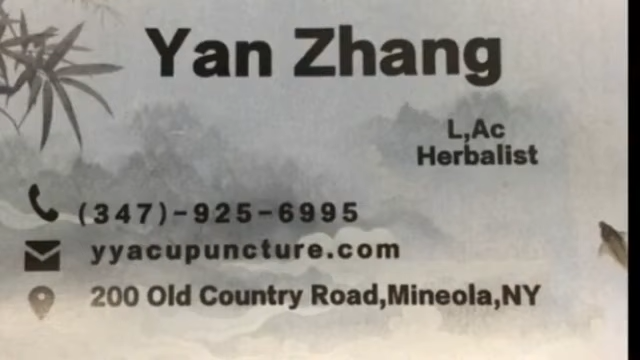 Yan Zhang
L,Ac
Herbalist
(347)-925-6995
yyacupuncture.com
200 Old Country Road,Mineola,NY